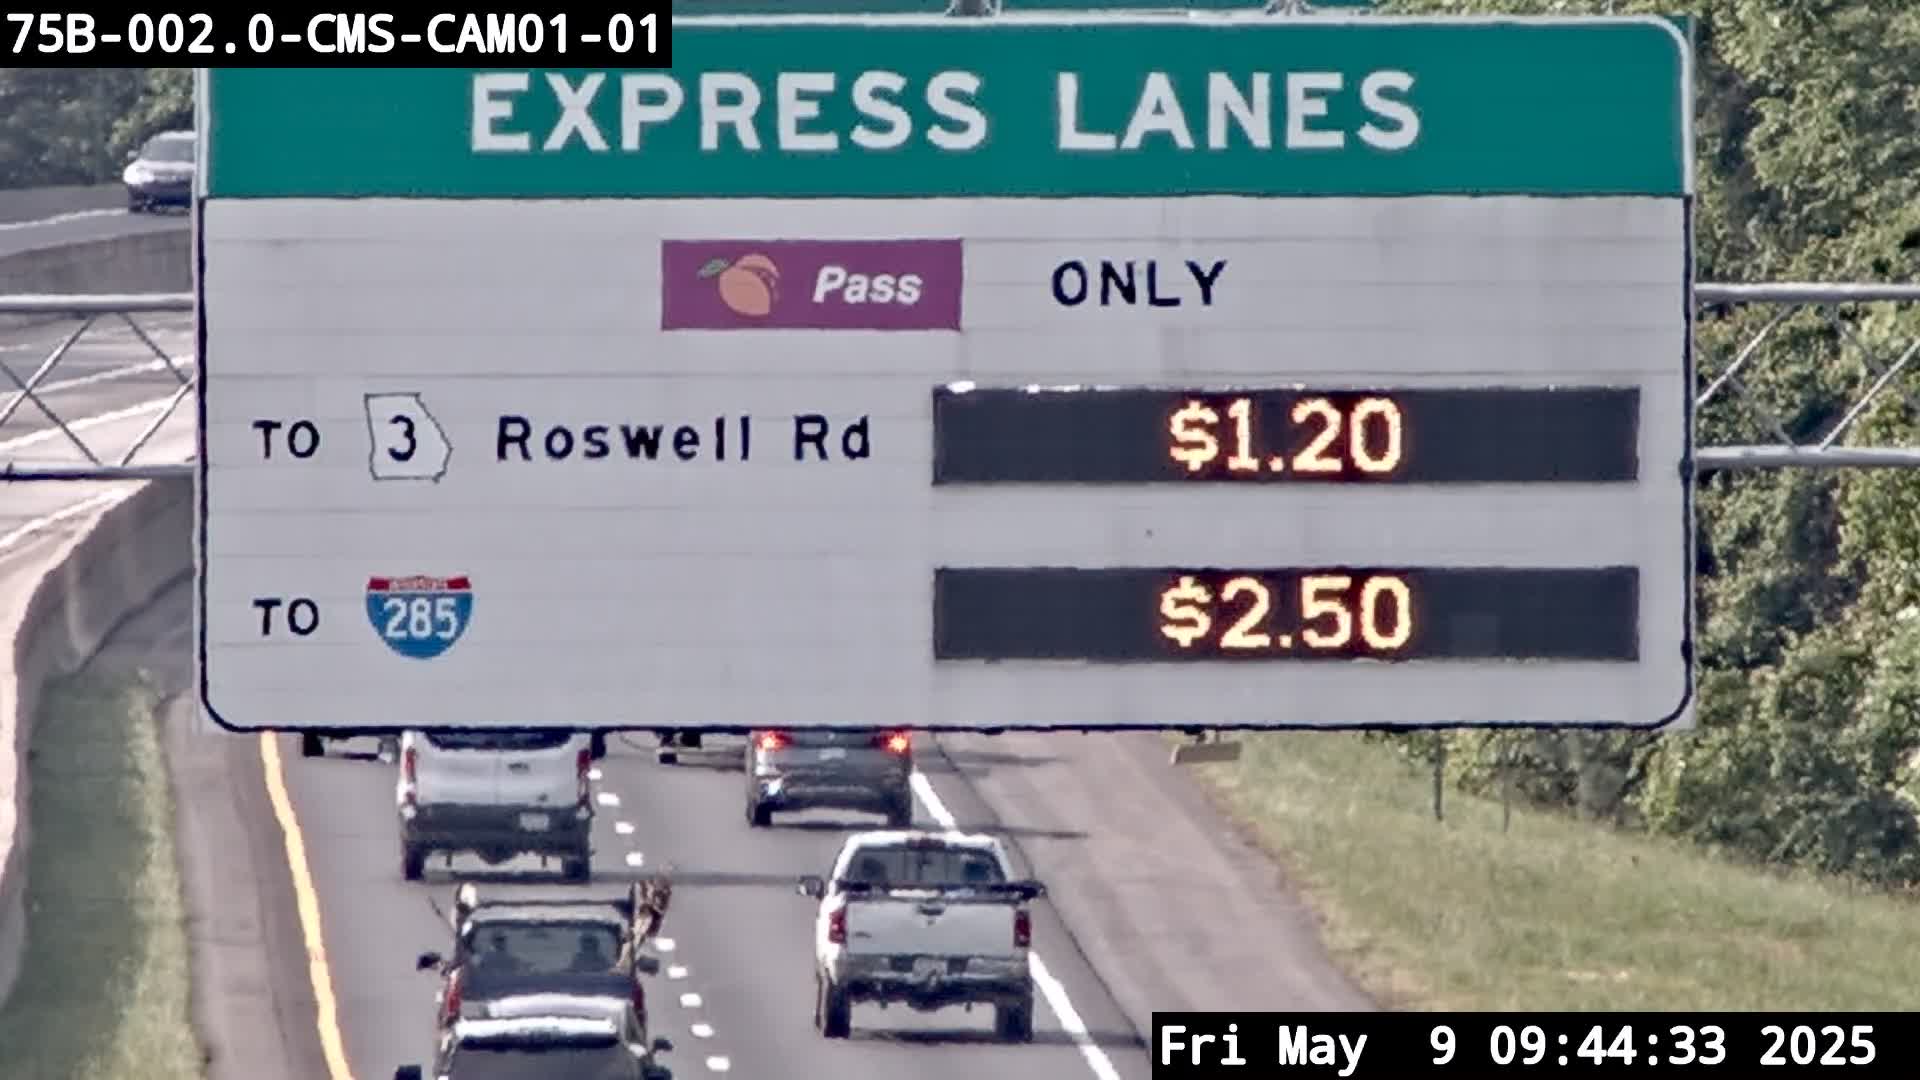 75B-002.0-CMS-CAM01-01
EXPRESS LANES
Pass ONLY
TO 3 Roswell Rd $1.20
TO 285 $2.50
Fri May 9 09:44:33 2025